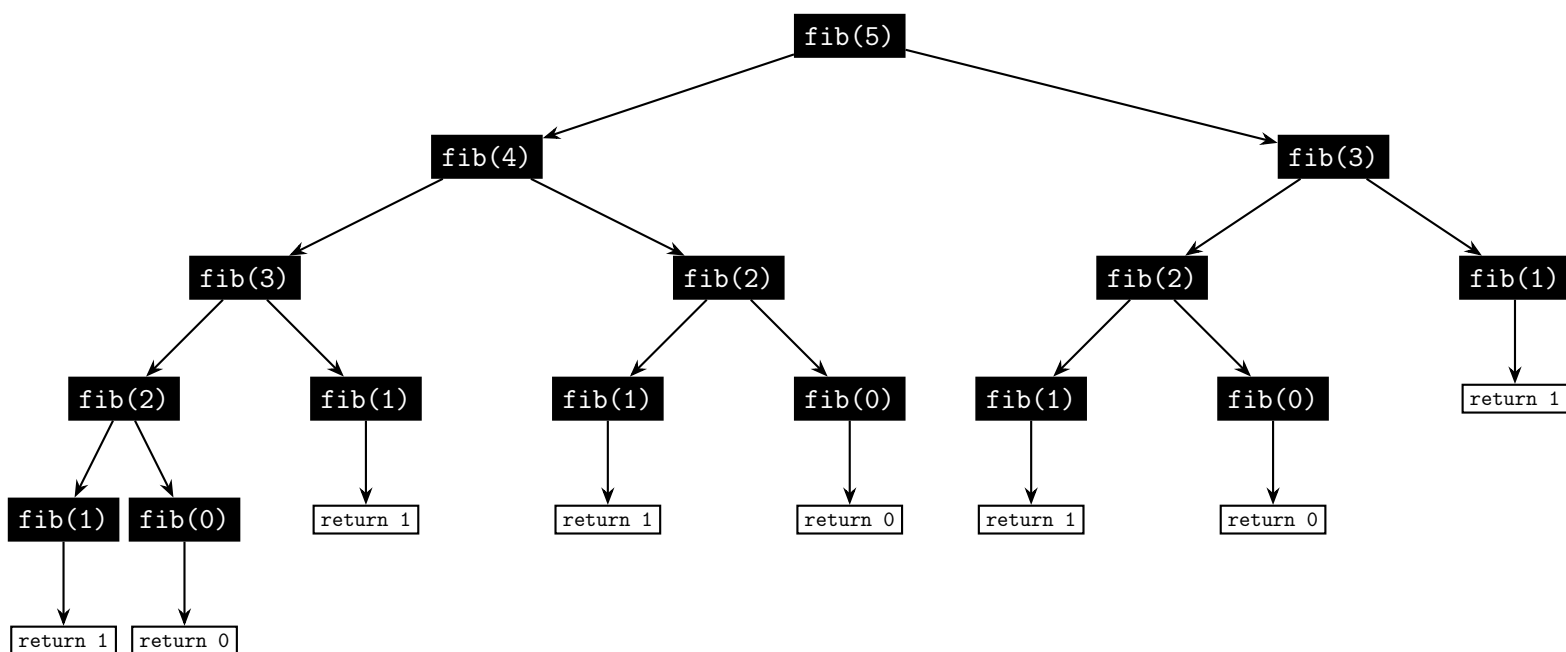 fib(5)
fib(4)
fib(3)
fib(3)
fib(2)
fib(2)
fib(1)
fib(2)
fib(1)
fib(1)
fib(0)
fib(1)
fib(0)
return 1
fib(1)
fib(0)
return 1
return 1
return 0
return 1
return 0
return 1
return 0